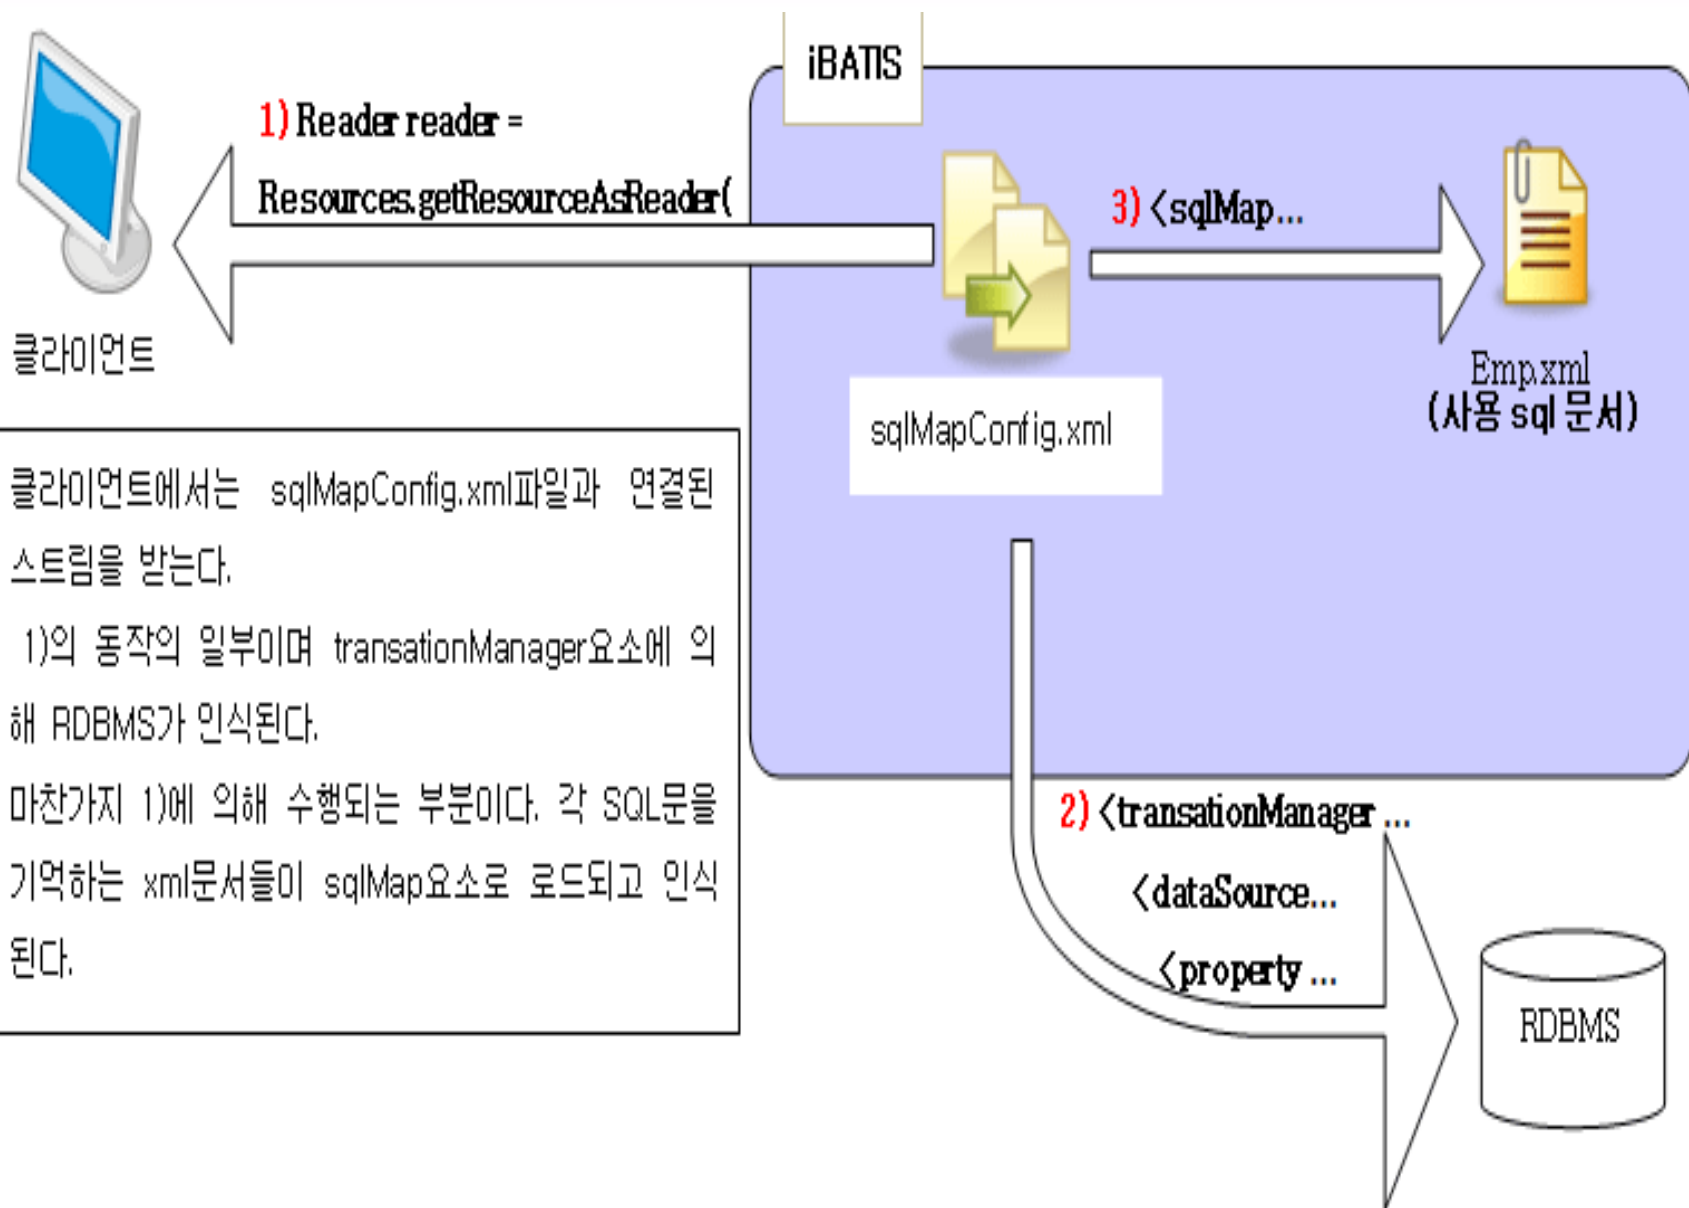 iBATIS
1) Reader reader =
Resources.getResourceAsReader(
3) <sqlMap...
클라이언트
Emp.xml
(사용 sql 문서)
sqlMapConfig.xml
클라이언트에서는 sqlMapConfig.xml파일과 연결된
스트림을 받는다.
1)의 동작의 일부이며 transationManager요소에 의
해 RDBMS가 인식된다.
마찬가지 1)에 의해 수행되는 부분이다. 각 SQL문을
기억하는 xml문서들이 sqlMap요소로 로드되고 인식
된다.
2) <transationManager ...
<dataSource...
<property ...
RDBMS